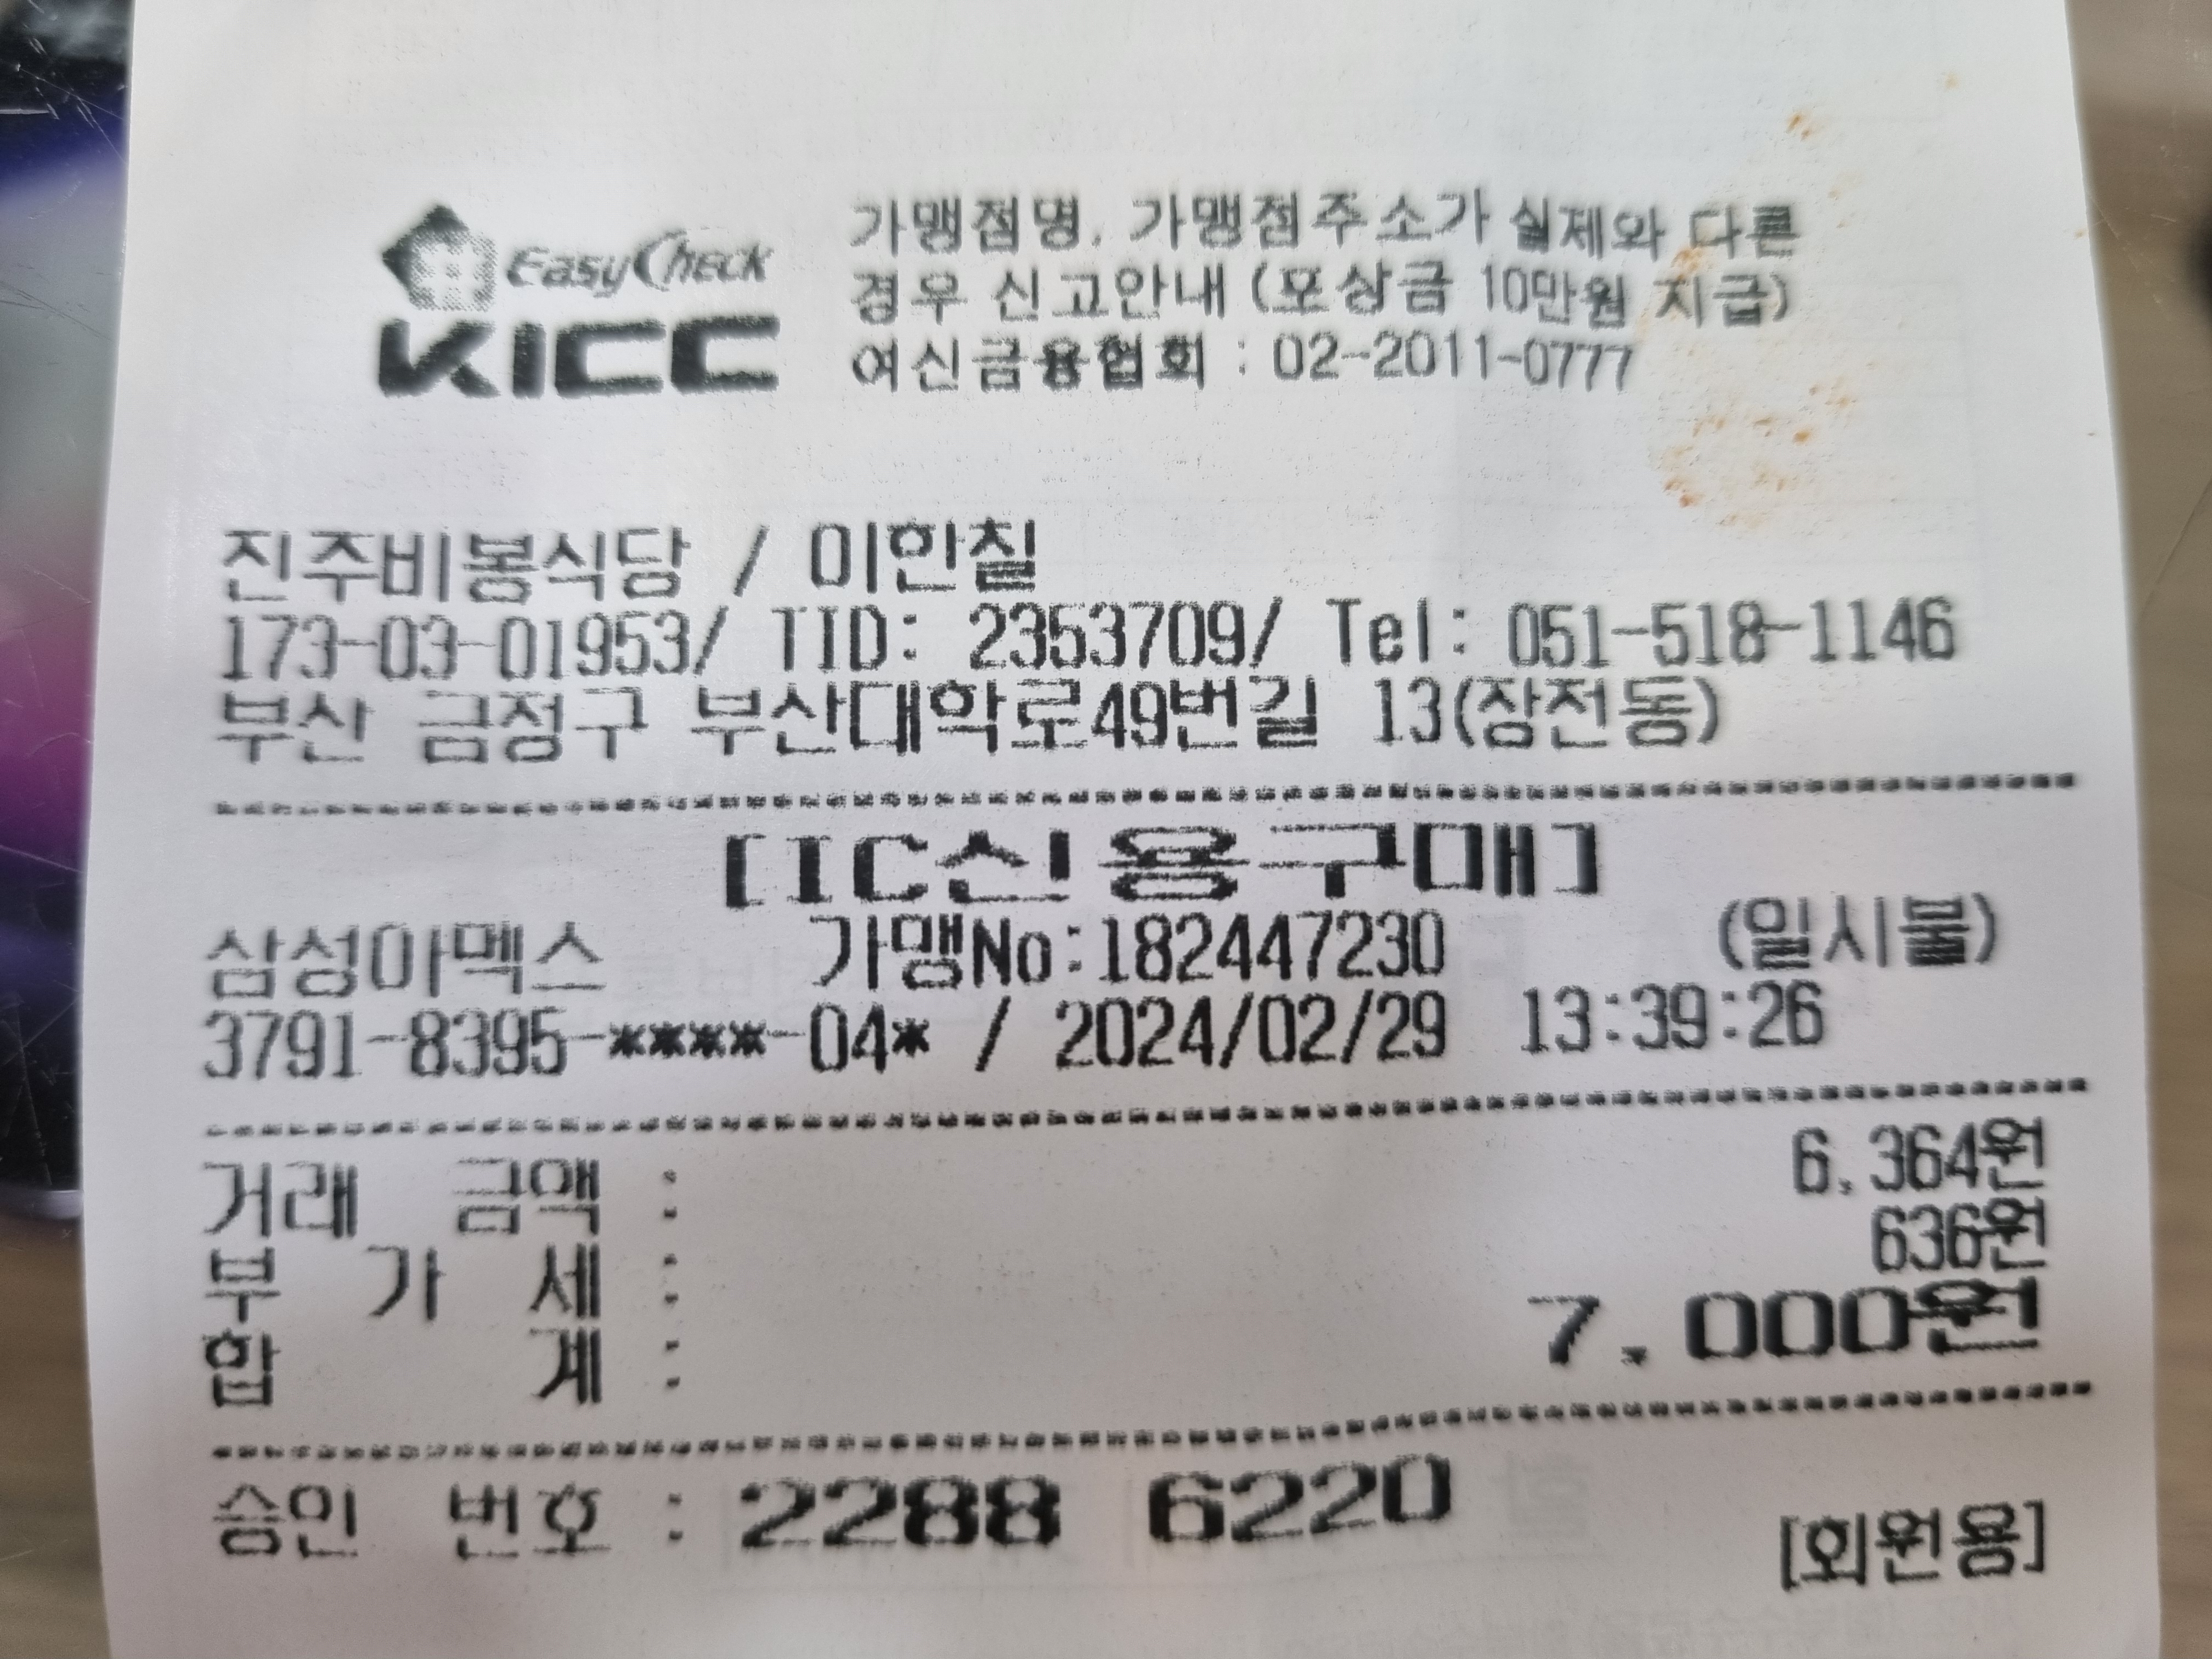 EasyCheck
KICC
가맹점명, 가맹점주소가 실제와 다른
경우 신고안내 (포상금 10만원 지급)
여신금융협회 : 02-2011-0777
진주비봉식당 / 이인칠
173-03-01953/ TID: 2353709/ Tel: 051-518-1146
부산 금정구 부산대학로49번길 13(장전동)
[IC신용구매]
삼성아멕스 가맹No:182447230 (일시불)
3791-8395-****-04* / 2024/02/29 13:39:26
거래 금액 : 6,364원
부 가 세 : 636원
합 계 : 7,000원
승인 번호 : 2288 6220
[회원용]